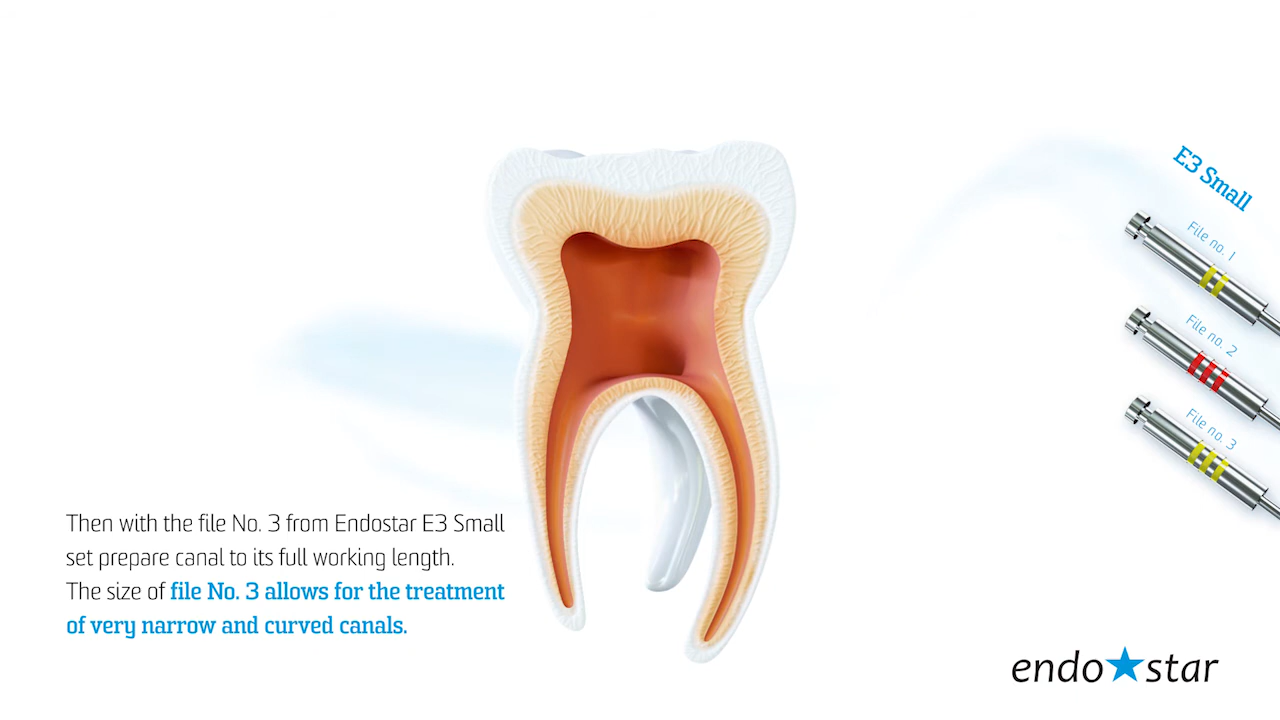 E3 Small
File no. 1
File no. 2
File no. 3
Then with the file No. 3 from Endostar E3 Small
set prepare canal to its full working length.
The size of file No. 3 allows for the treatment
of very narrow and curved canals.
endo star